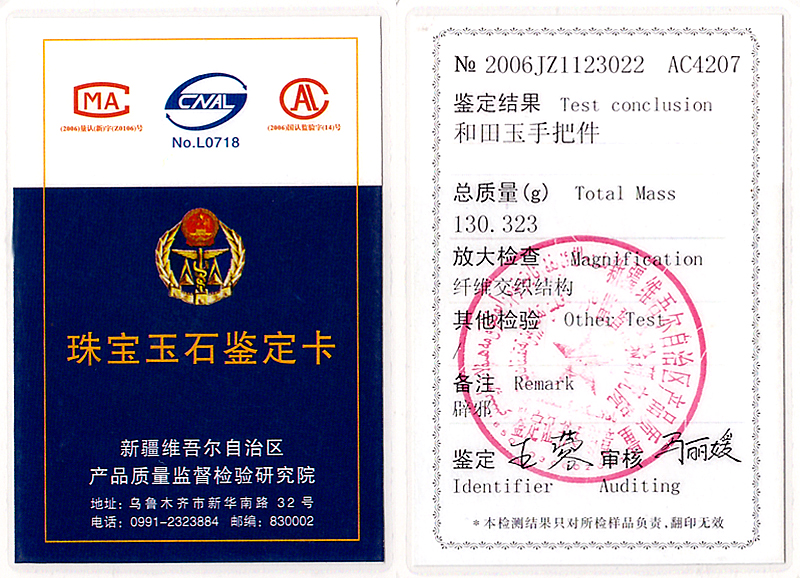 MA
CNAL
AL
(2006)量认(新)字(Z0106)号
No.L0718
(2006)国认监验字(14)号
珠宝玉石鉴定卡
新疆维吾尔自治区
产品质量监督检验研究院
地址: 乌鲁木齐市新华南路 32 号
电话: 0991-2323884 邮编: 830002
№ 2006JZ1123022 AC4207
鉴定结果 Test conclusion
和田玉手把件
总质量(g) Total Mass
130.323
放大检查 Magnification
纤维交织结构
其他检验 Other Test
/
备注 Remark
辟邪
鉴定 审核 冯丽媛
Identifier Auditing
*本检测结果只对所检样品负责,翻印无效